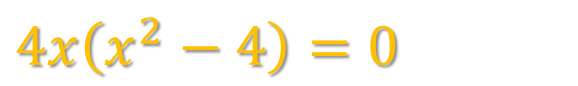 4x(x² − 4) = 0